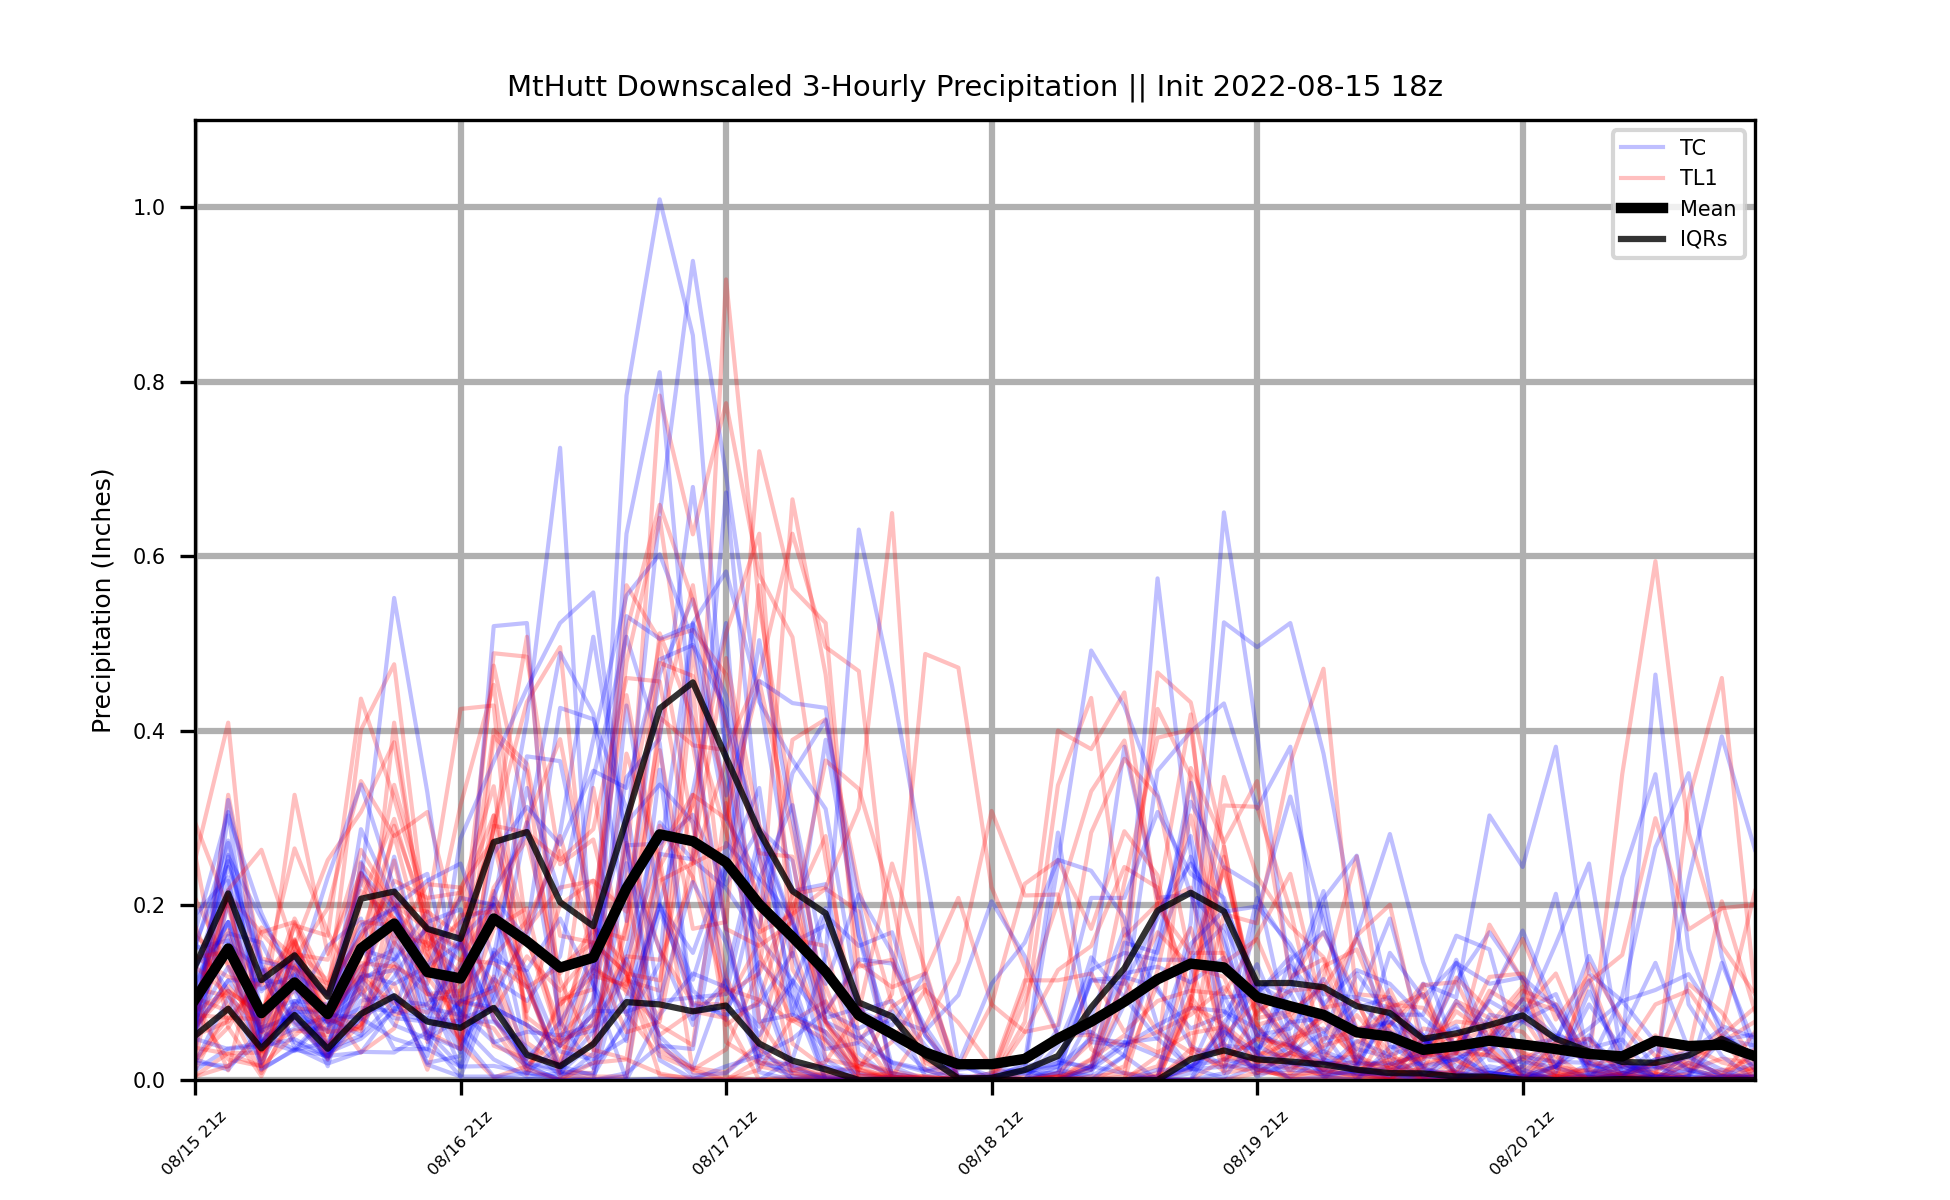 MtHutt Downscaled 3-Hourly Precipitation || Init 2022-08-15 18z
TC
TL1
Mean
IQRs
Precipitation (Inches)
1.0
0.8
0.6
0.4
0.2
0.0
08/15 21z
08/16 21z
08/17 21z
08/18 21z
08/19 21z
08/20 21z